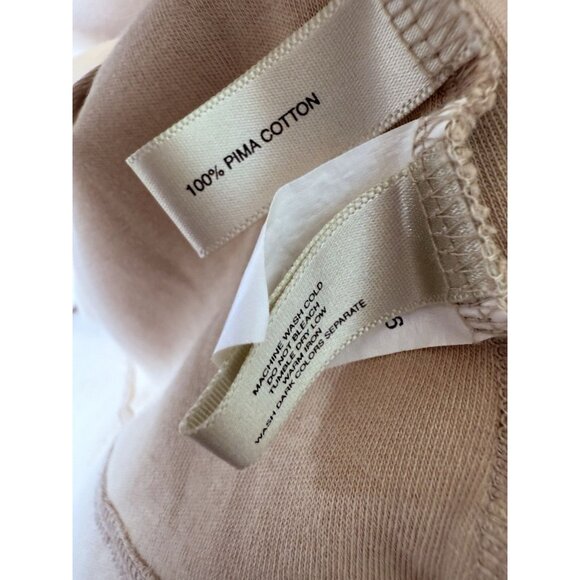 100% PIMA COTTON
MACHINE WASH COLD
DO NOT BLEACH
TUMBLE DRY LOW
WARM IRON
WASH DARK COLORS SEPARATE
S